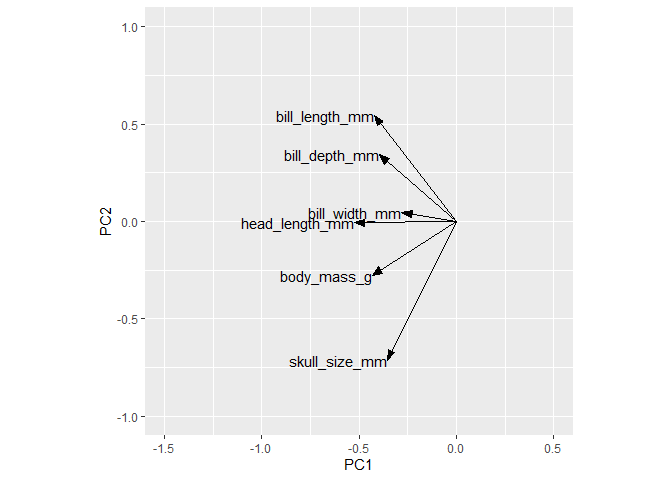 1.0
0.5
bill_length_mm
bill_depth_mm
bill_width_mm
0.0
head_length_mm
PC2
body_mass_g
-0.5
skull_size_mm
-1.0
-1.5 -1.0 -0.5 0.0 0.5
PC1